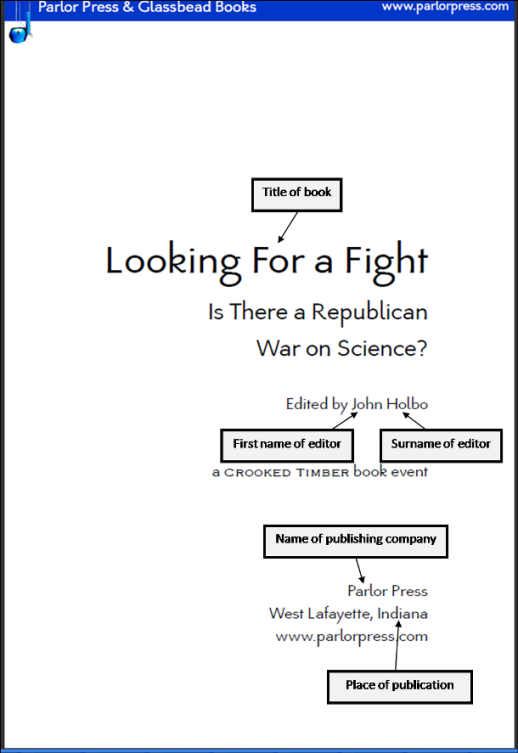 Parlor Press & Glassbead Books www.parlorpress.com
Title of book
Looking For a Fight
Is There a Republican
War on Science?
Edited by John Holbo
First name of editor Surname of editor
a CROOKED TIMBER book event
Name of publishing company
Parlor Press
West Lafayette, Indiana
www.parlorpress.com
Place of publication